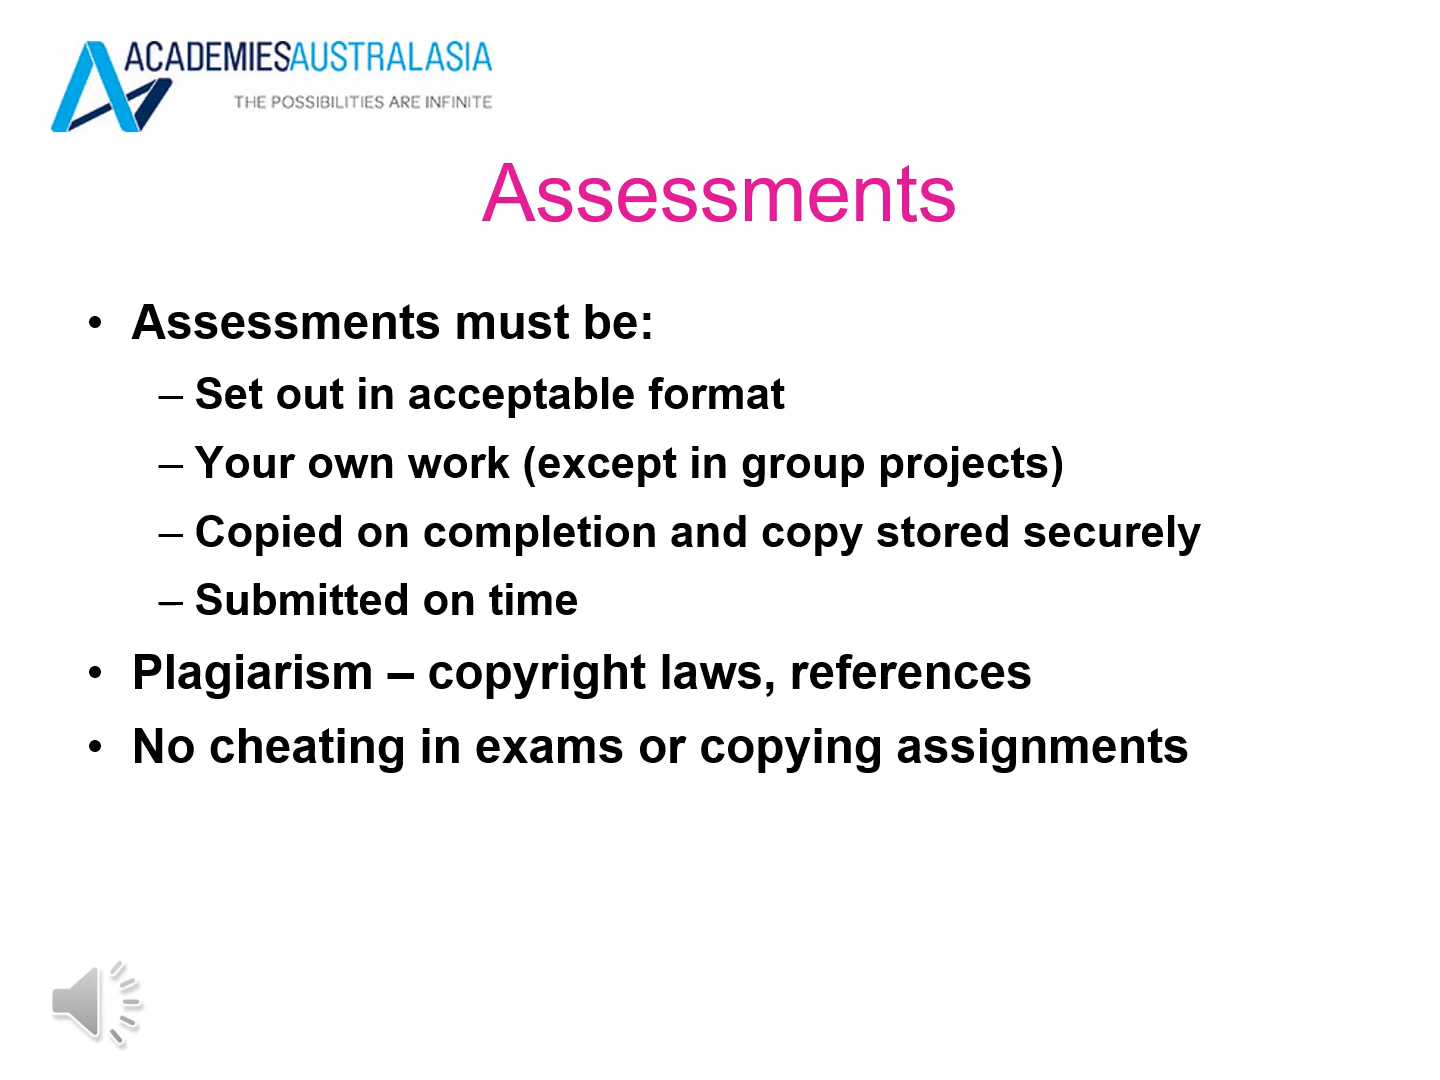 ACADEMIESAUSTRALASIA
THE POSSIBILITIES ARE INFINITE
Assessments
• Assessments must be:
– Set out in acceptable format
– Your own work (except in group projects)
– Copied on completion and copy stored securely
– Submitted on time
• Plagiarism – copyright laws, references
• No cheating in exams or copying assignments